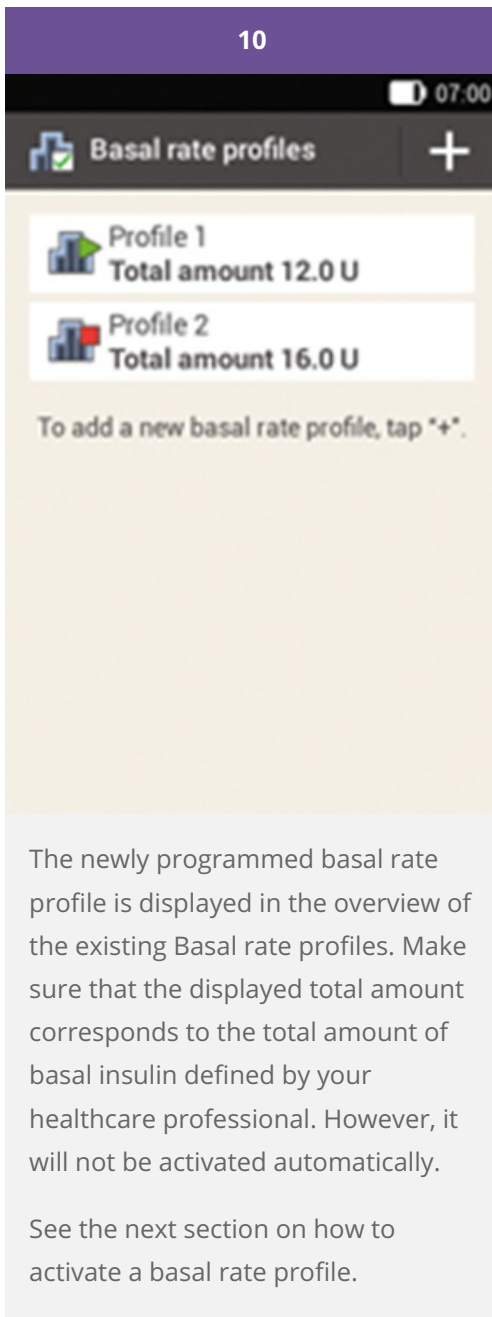 10
07:00
Basal rate profiles
Profile 1
Total amount 12.0 U
Profile 2
Total amount 16.0 U
To add a new basal rate profile, tap "+".
The newly programmed basal rate
profile is displayed in the overview of
the existing Basal rate profiles. Make
sure that the displayed total amount
corresponds to the total amount of
basal insulin defined by your
healthcare professional. However, it
will not be activated automatically.
See the next section on how to
activate a basal rate profile.